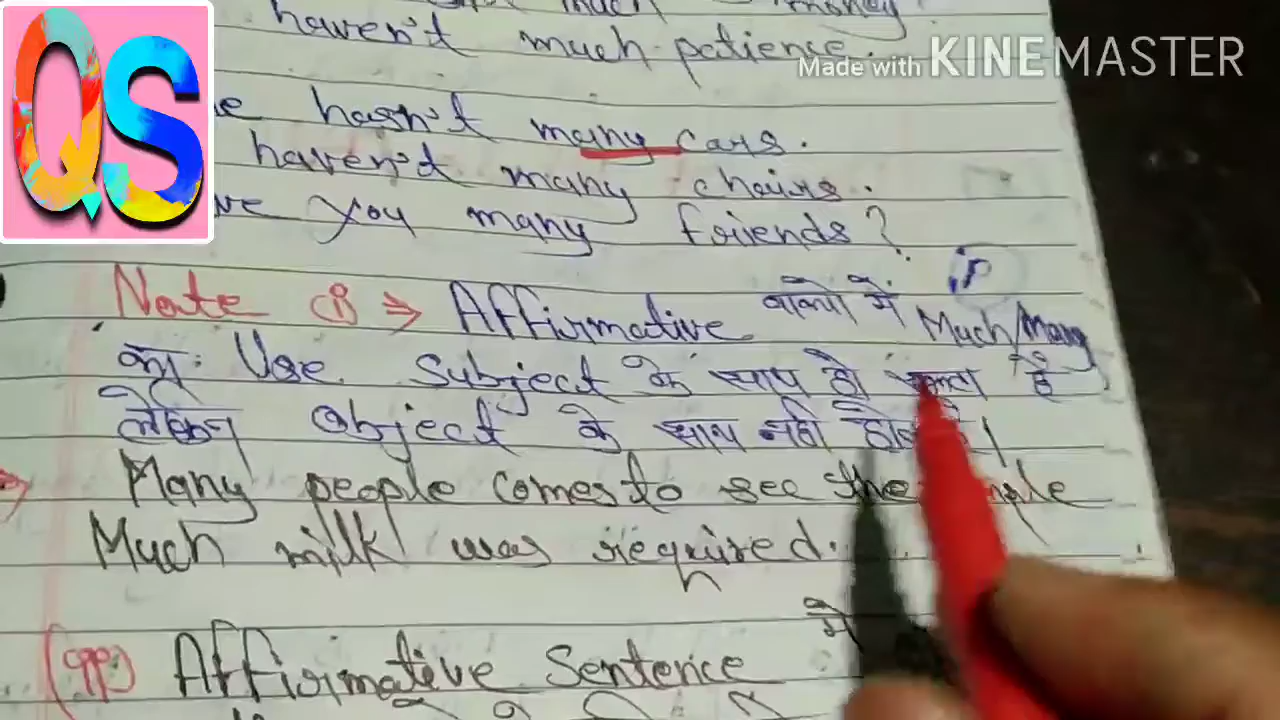 much money
haven't much patience.
Made with KINEMASTER
QS
hasn't many cars.
haven't many chairs.
you many friends?
Note (i) ⇒ Affirmative वाक्यो में Much/Many
का Use Subject के साथ हो सकता है
लेकिन object के साथ नही
Many people comes to see the
Much milk was required.
(ii) Affirmative Sentence में